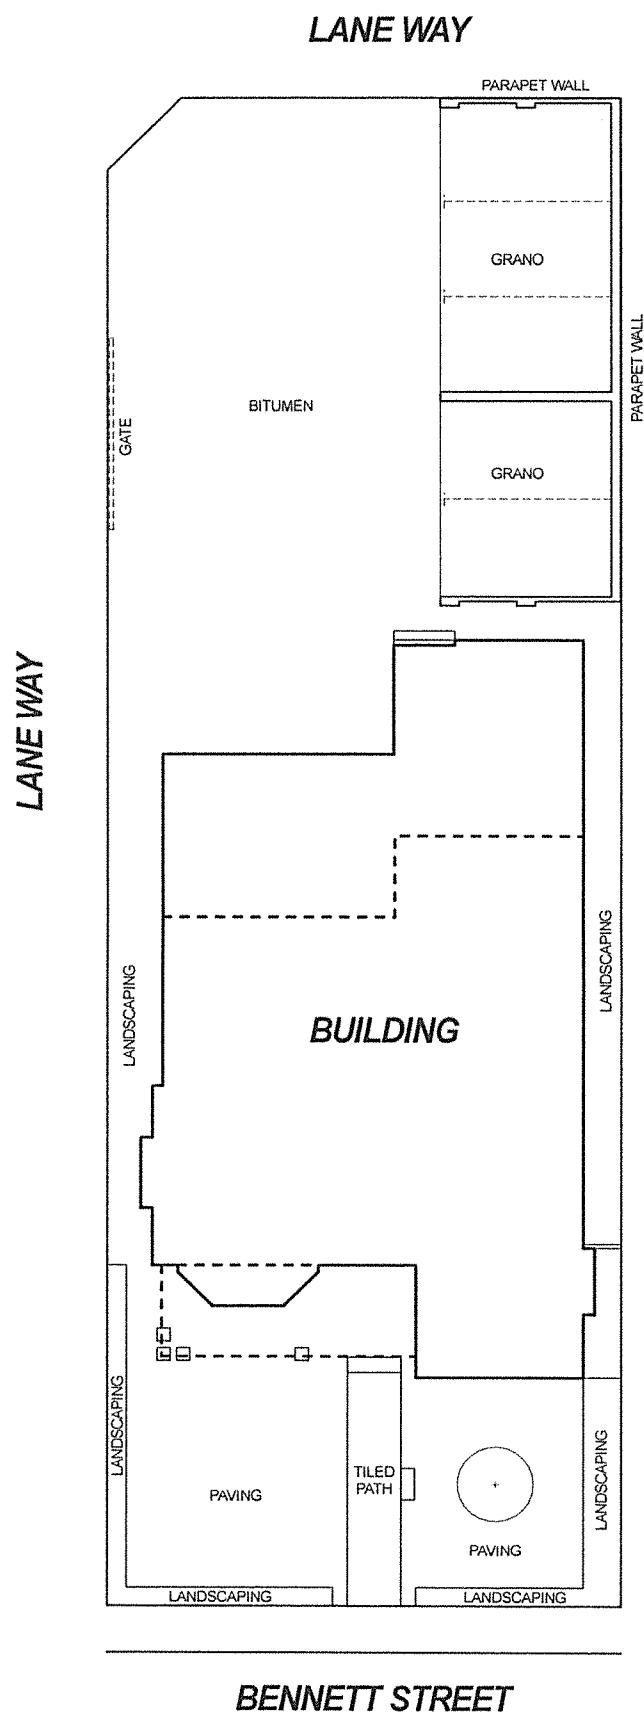 LANE WAY
PARAPET WALL
GRANO
PARAPET WALL
BITUMEN
GATE
GRANO
LANE WAY
LANDSCAPING
LANDSCAPING
BUILDING
LANDSCAPING
TILED
PATH
PAVING
LANDSCAPING
PAVING
LANDSCAPING
LANDSCAPING
BENNETT STREET